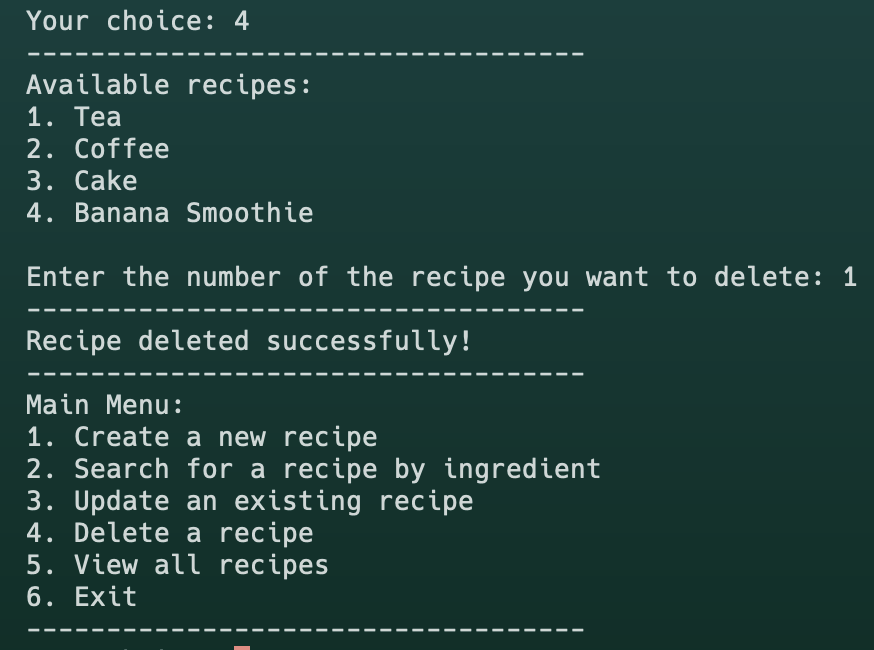 Your choice: 4
-----------------------------------
Available recipes:
1. Tea
2. Coffee
3. Cake
4. Banana Smoothie
Enter the number of the recipe you want to delete: 1
-----------------------------------
Recipe deleted successfully!
-----------------------------------
Main Menu:
1. Create a new recipe
2. Search for a recipe by ingredient
3. Update an existing recipe
4. Delete a recipe
5. View all recipes
6. Exit
-----------------------------------